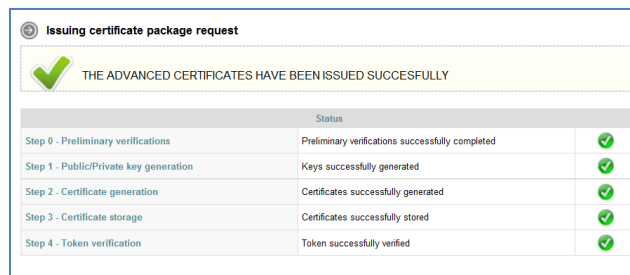 Issuing certificate package request
THE ADVANCED CERTIFICATES HAVE BEEN ISSUED SUCCESFULLY
Status
Step 0 - Preliminary verifications Preliminary verifications successfully completed
Step 1 - Public/Private key generation Keys successfully generated
Step 2 - Certificate generation Certificates successfully generated
Step 3 - Certificate storage Certificates successfully stored
Step 4 - Token verification Token successfully verified